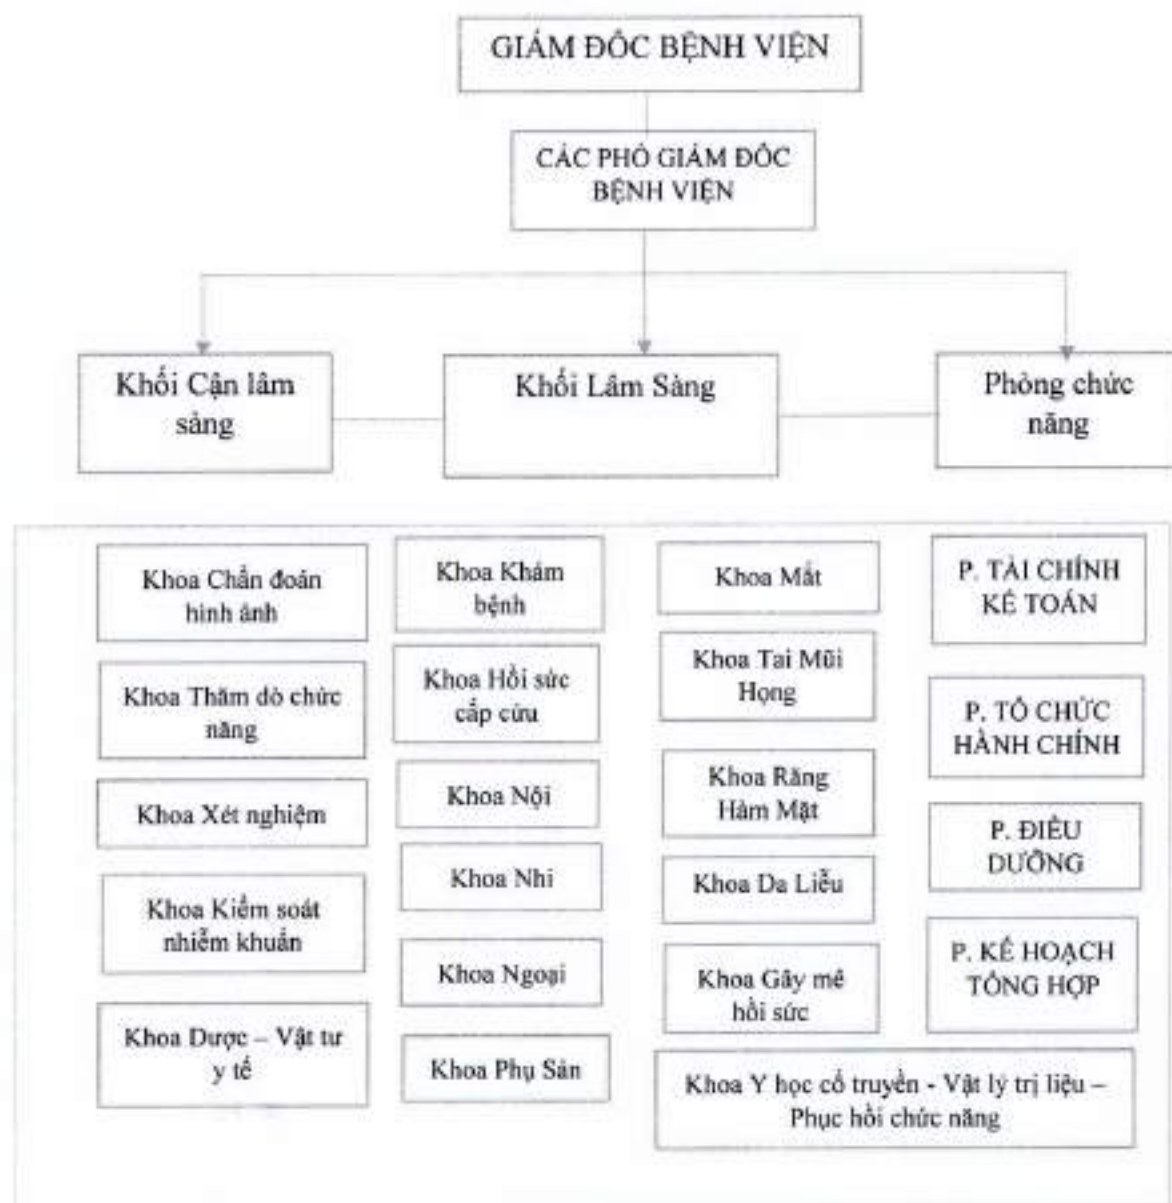 GIÁM ĐỐC BỆNH VIỆN
CÁC PHÓ GIÁM ĐỐC
BỆNH VIỆN
Khối Cận lâm
sàng
Khối Lâm Sàng
Phòng chức
năng
Khoa Chẩn đoán
hình ảnh
Khoa Thăm dò chức
năng
Khoa Xét nghiệm
Khoa Kiểm soát
nhiễm khuẩn
Khoa Dược – Vật tư
y tế
Khoa Khám
bệnh
Khoa Hồi sức
cấp cứu
Khoa Nội
Khoa Nhi
Khoa Ngoại
Khoa Phụ Sản
Khoa Mắt
Khoa Tai Mũi
Họng
Khoa Răng
Hàm Mặt
Khoa Da Liễu
Khoa Gây mê
hồi sức
Khoa Y học cổ truyền - Vật lý trị liệu –
Phục hồi chức năng
P. TÀI CHÍNH
KẾ TOÁN
P. TỔ CHỨC
HÀNH CHÍNH
P. ĐIỀU
DƯỠNG
P. KẾ HOẠCH
TỔNG HỢP